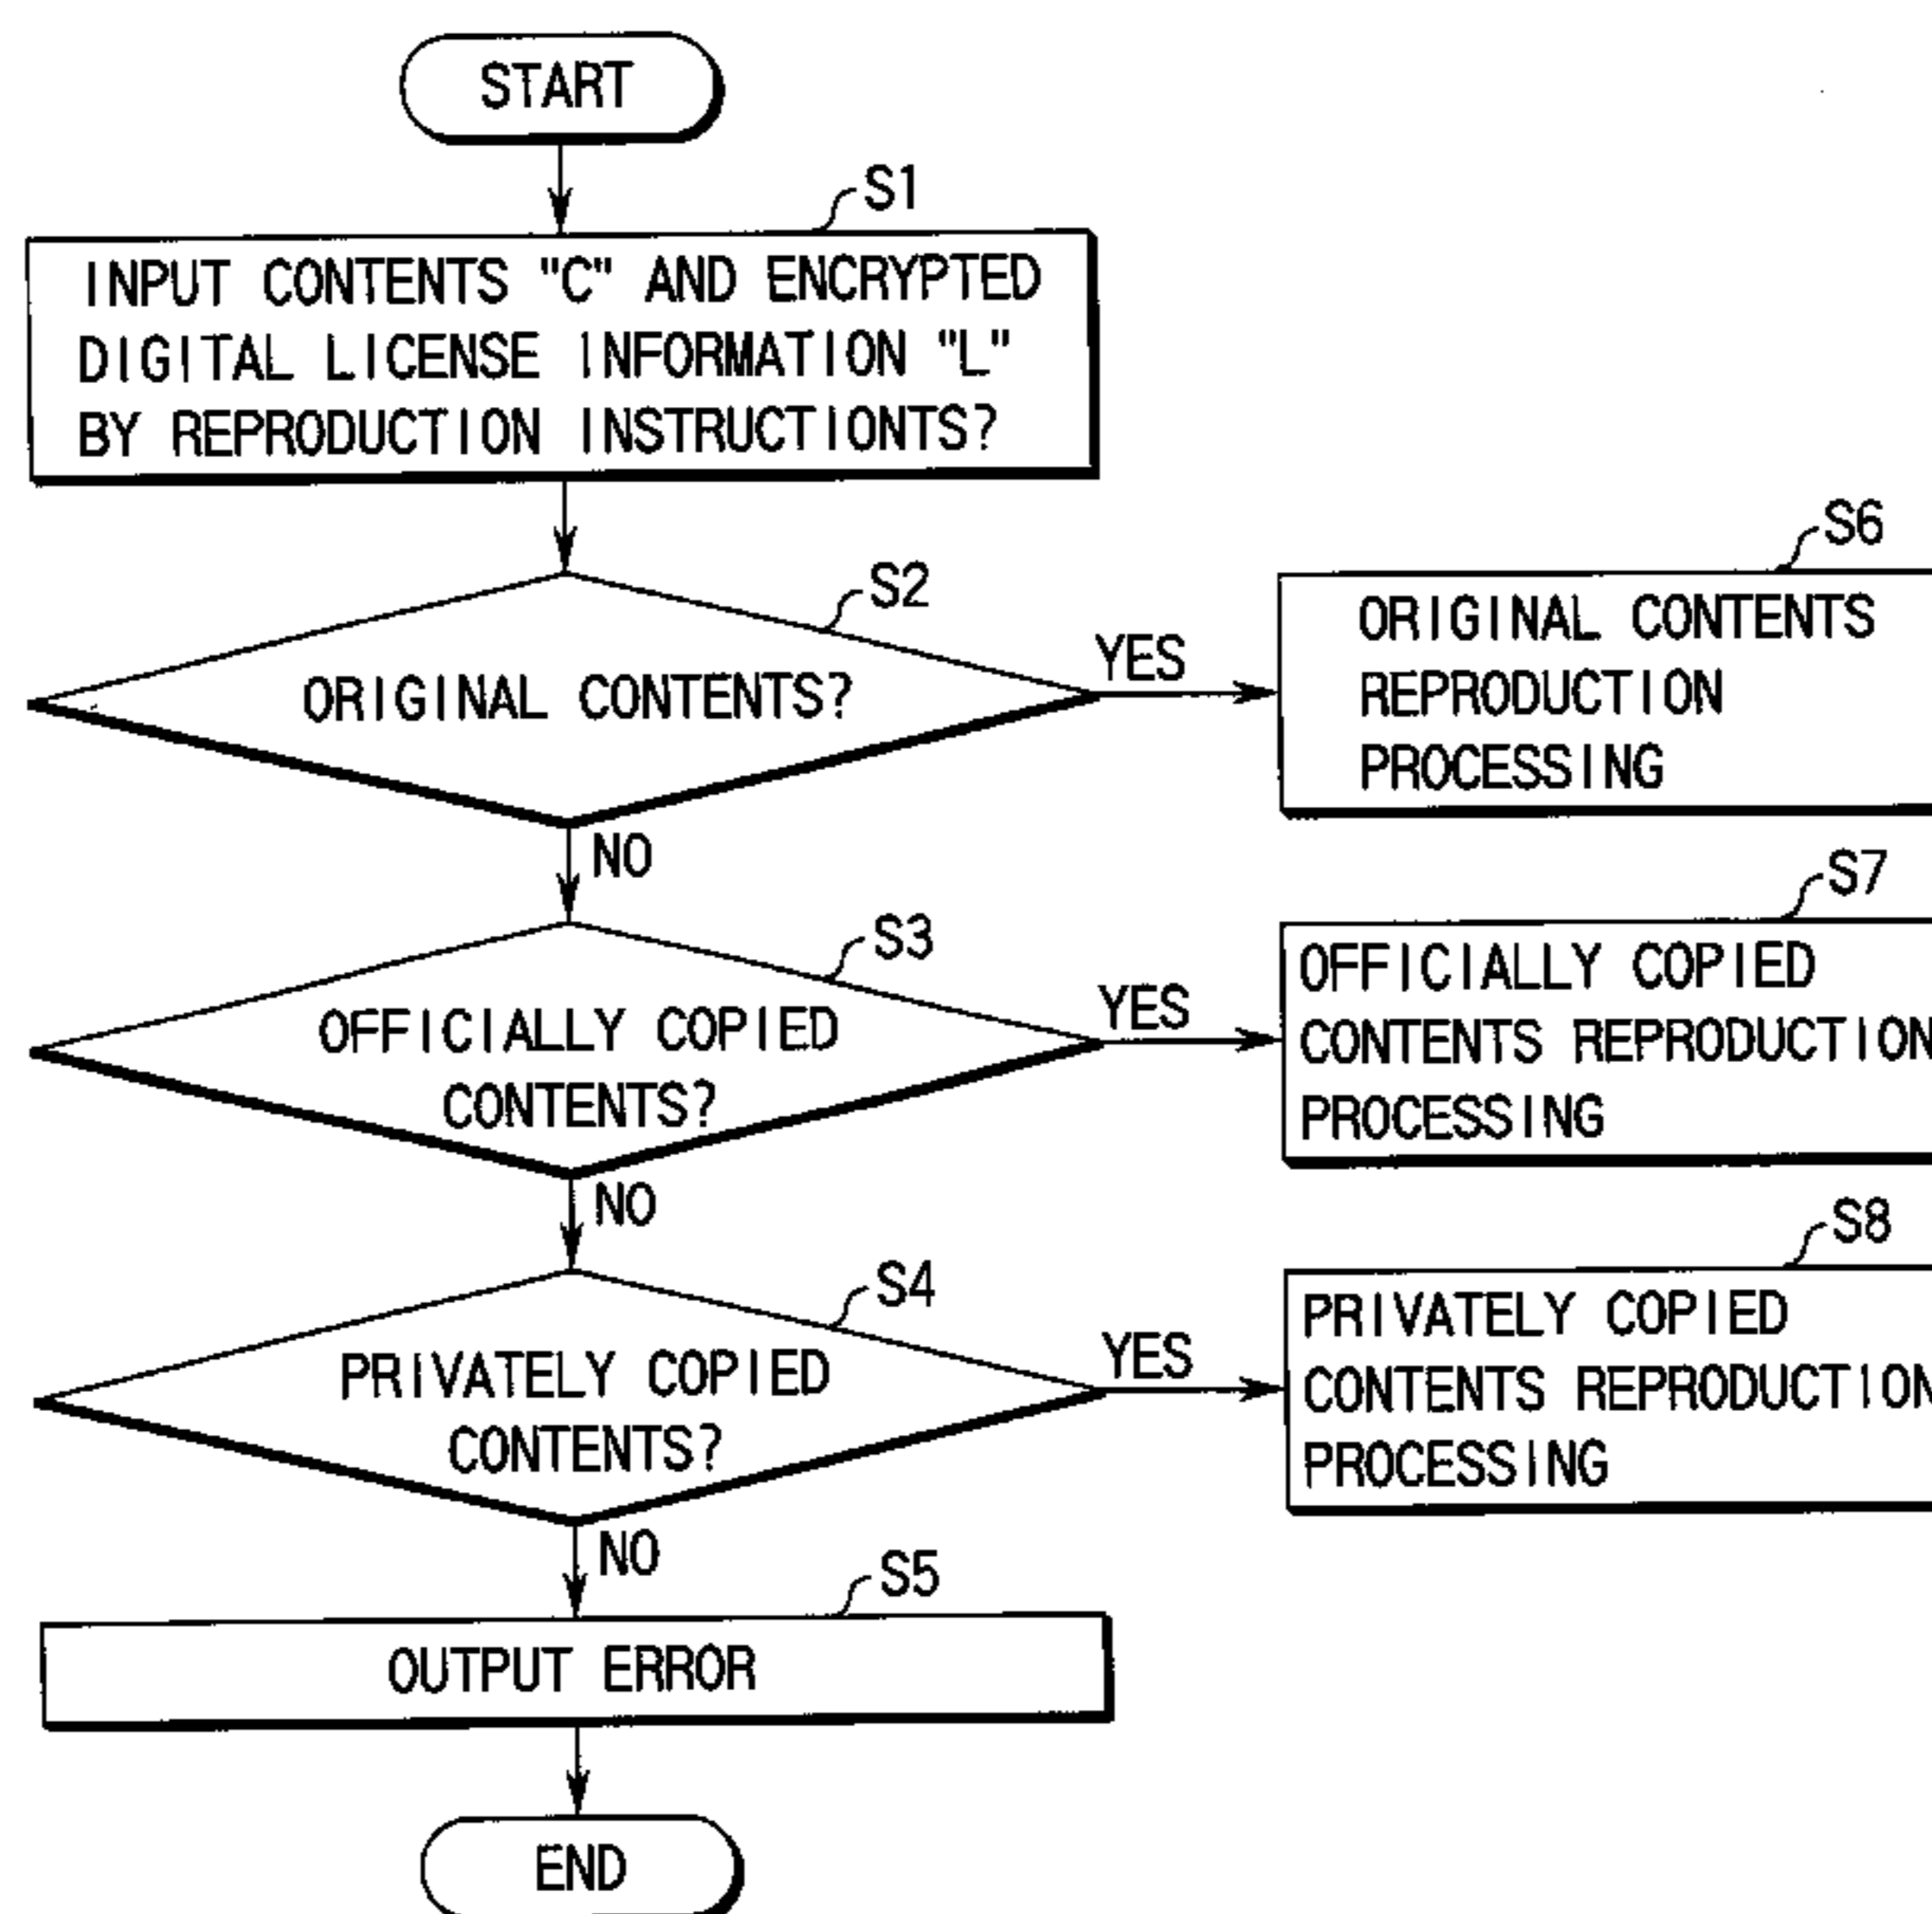 START
S1
INPUT CONTENTS "C" AND ENCRYPTED
DIGITAL LICENSE INFORMATION "L"
BY REPRODUCTION INSTRUCTIONTS?
S2
ORIGINAL CONTENTS?
YES
S6
ORIGINAL CONTENTS
REPRODUCTION
PROCESSING
NO
S3
OFFICIALLY COPIED
CONTENTS?
YES
S7
OFFICIALLY COPIED
CONTENTS REPRODUCTION
PROCESSING
NO
S4
PRIVATELY COPIED
CONTENTS?
YES
S8
PRIVATELY COPIED
CONTENTS REPRODUCTION
PROCESSING
NO
S5
OUTPUT ERROR
END